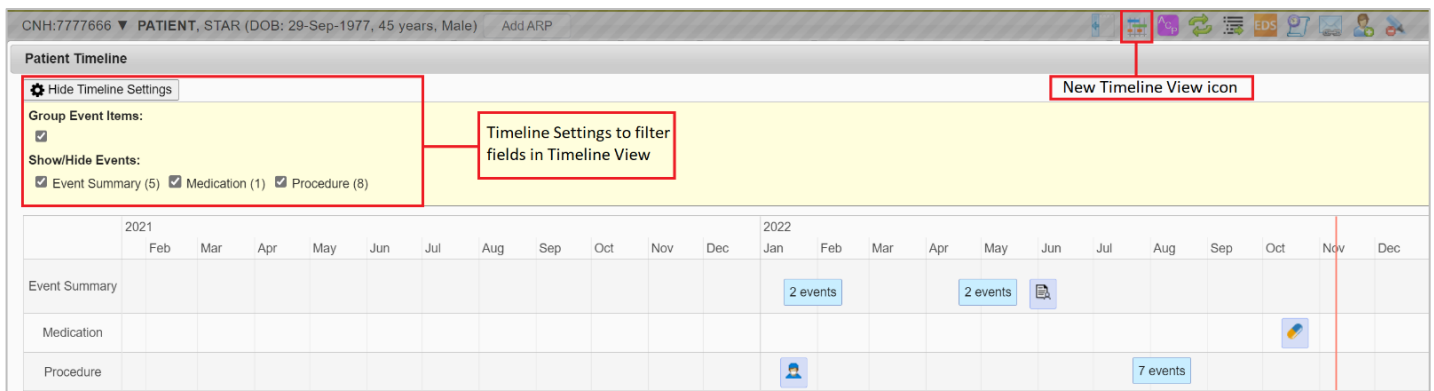 CNH:7777666 ▼ PATIENT, STAR (DOB: 29-Sep-1977, 45 years, Male) Add ARP
EDS
Patient Timeline
Hide Timeline Settings
New Timeline View icon
Group Event Items:
Timeline Settings to filter
fields in Timeline View
Show/Hide Events:
Event Summary (5) Medication (1) Procedure (8)
2021 2022
Feb Mar Apr May Jun Jul Aug Sep Oct Nov Dec Jan Feb Mar Apr May Jun Jul Aug Sep Oct Nov Dec
Event Summary 2 events 2 events
Medication
Procedure 7 events